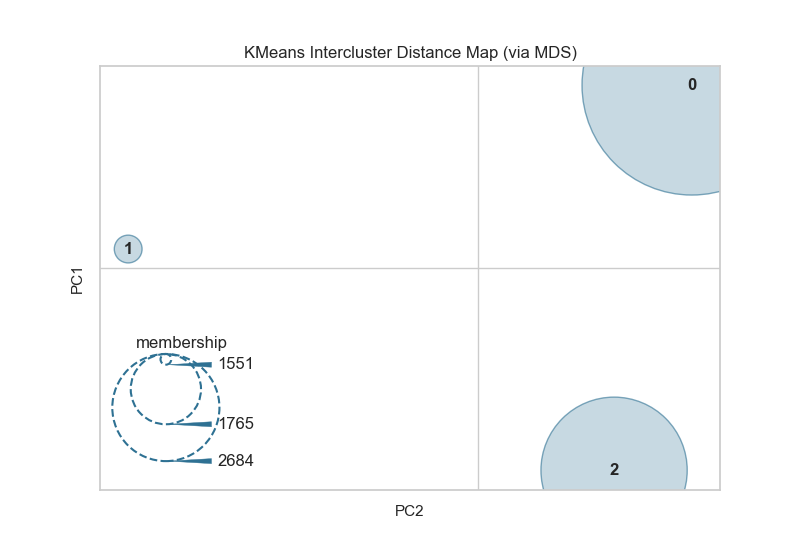 KMeans Intercluster Distance Map (via MDS)
0
1
PC1
membership
1551
1765
2684
2
PC2